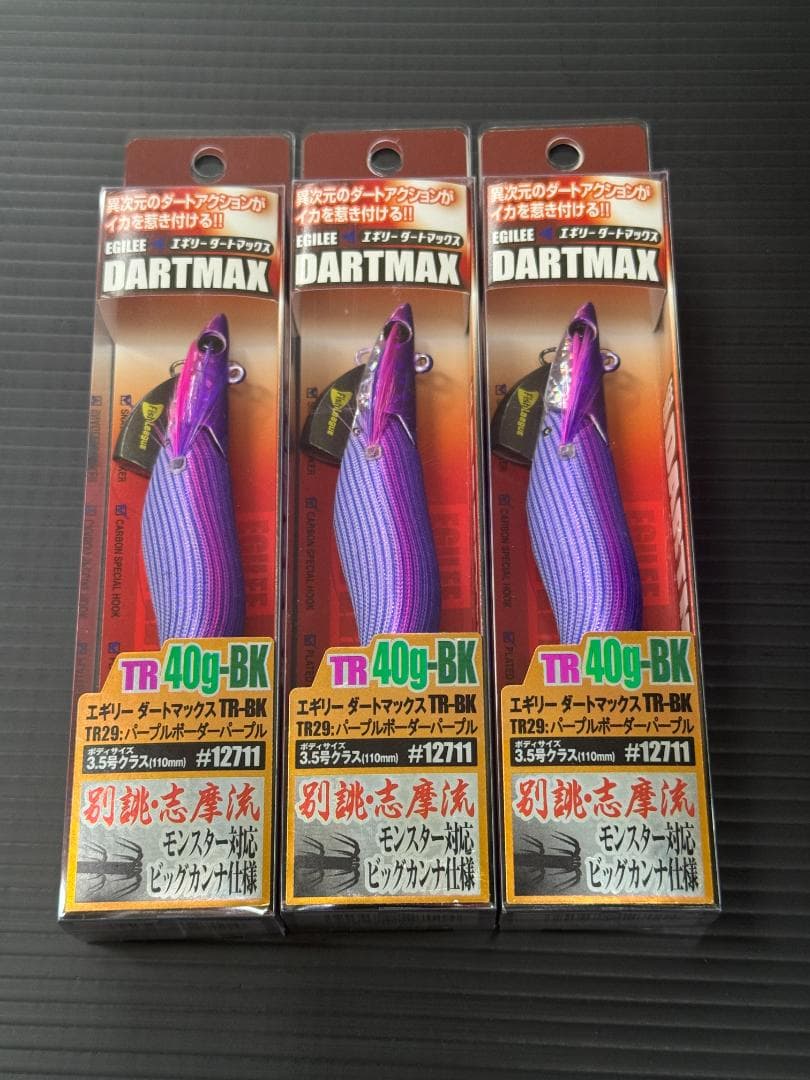 異次元のダートアクションが
イカを惹き付ける!!
EGILEE エギリーダートマックス
DARTMAX
FishLeague
CARBON SPECIAL HOOK
TR 40g-BK
エギリー ダートマックス TR-BK
TR29:パープルボーダーパープル
ボディサイズ
3.5号クラス(110mm) #12711
別誂・志摩流
モンスター対応
ビッグカンナ仕様
異次元のダートアクションが
イカを惹き付ける!!
EGILEE エギリーダートマックス
DARTMAX
FishLeague
CARBON SPECIAL HOOK
TR 40g-BK
エギリー ダートマックス TR-BK
TR29:パープルボーダーパープル
ボディサイズ
3.5号クラス(110mm) #12711
別誂・志摩流
モンスター対応
ビッグカンナ仕様
異次元のダートアクションが
イカを惹き付ける!!
EGILEE エギリーダートマックス
DARTMAX
FishLeague
CARBON SPECIAL HOOK
PLATED
TR 40g-BK
エギリー ダートマックス TR-BK
TR29:パープルボーダーパープル
ボディサイズ
3.5号クラス(110mm) #12711
別誂・志摩流
モンスター対応
ビッグカンナ仕様